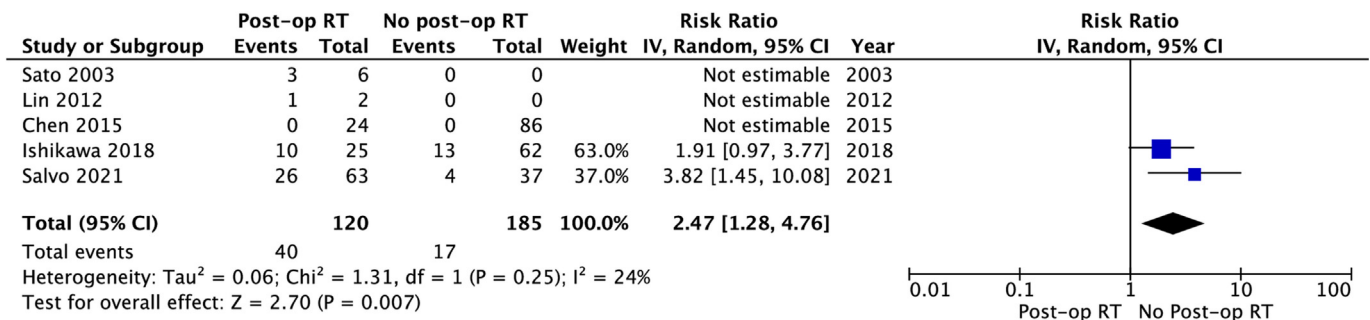 Post-op RT No post-op RT Risk Ratio Risk Ratio
Study or Subgroup Events Total Events Total Weight IV, Random, 95% CI Year IV, Random, 95% CI
Sato 2003 3 6 0 0 Not estimable 2003
Lin 2012 1 2 0 0 Not estimable 2012
Chen 2015 0 24 0 86 Not estimable 2015
Ishikawa 2018 10 25 13 62 63.0% 1.91 [0.97, 3.77] 2018
Salvo 2021 26 63 4 37 37.0% 3.82 [1.45, 10.08] 2021
Total (95% CI) 120 185 100.0% 2.47 [1.28, 4.76]
Total events 40 17
Heterogeneity: Tau² = 0.06; Chi² = 1.31, df = 1 (P = 0.25); I² = 24%
Test for overall effect: Z = 2.70 (P = 0.007)
0.01 0.1 1 10 100
Post-op RT No Post-op RT